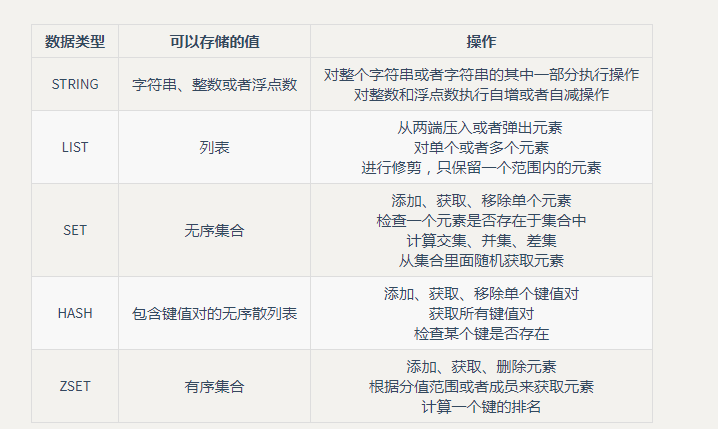 数据类型 可以存储的值 操作
STRING 字符串、整数或者浮点数 对整个字符串或者字符串的其中一部分执行操作
对整数和浮点数执行自增或者自减操作
LIST 列表 从两端压入或者弹出元素
对单个或者多个元素
进行修剪，只保留一个范围内的元素
SET 无序集合 添加、获取、移除单个元素
检查一个元素是否存在于集合中
计算交集、并集、差集
从集合里面随机获取元素
HASH 包含键值对的无序散列表 添加、获取、移除单个键值对
获取所有键值对
检查某个键是否存在
ZSET 有序集合 添加、获取、删除元素
根据分值范围或者成员来获取元素
计算一个键的排名